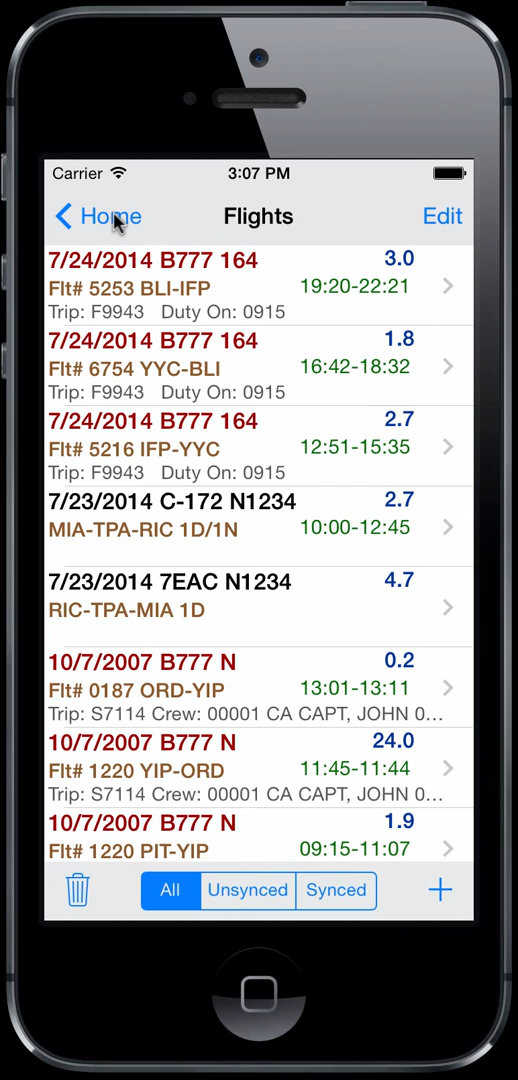 Carrier 3:07 PM
Home Flights Edit
7/24/2014 B777 164 3.0
Flt# 5253 BLI-IFP 19:20-22:21
Trip: F9943 Duty On: 0915
7/24/2014 B777 164 1.8
Flt# 6754 YYC-BLI 16:42-18:32
Trip: F9943 Duty On: 0915
7/24/2014 B777 164 2.7
Flt# 5216 IFP-YYC 12:51-15:35
Trip: F9943 Duty On: 0915
7/23/2014 C-172 N1234 2.7
MIA-TPA-RIC 1D/1N 10:00-12:45
7/23/2014 7EAC N1234 4.7
RIC-TPA-MIA 1D
10/7/2007 B777 N 0.2
Flt# 0187 ORD-YIP 13:01-13:11
Trip: S7114 Crew: 00001 CA CAPT, JOHN 0...
10/7/2007 B777 N 24.0
Flt# 1220 YIP-ORD 11:45-11:44
Trip: S7114 Crew: 00001 CA CAPT, JOHN 0...
10/7/2007 B777 N 1.9
Flt# 1220 PIT-YIP 09:15-11:07
All Unsynced Synced